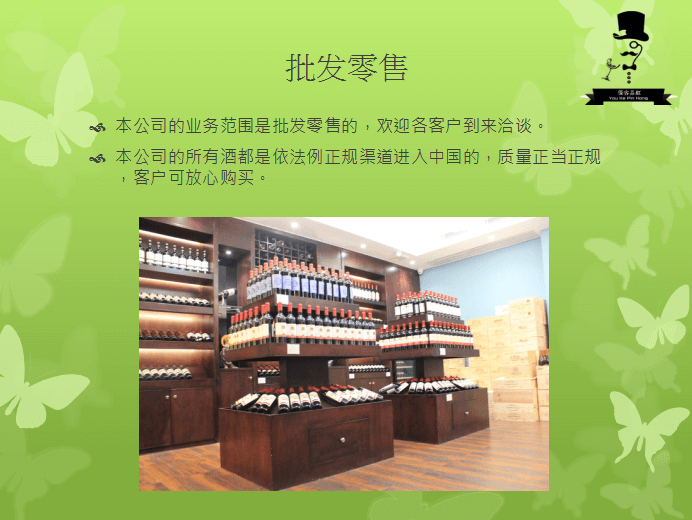 批发零售
本公司的业务范围是批发零售的，欢迎各客户到来洽谈。
本公司的所有酒都是依法例正规渠道进入中国的，质量正当正规
，客户可放心购买。
You Ke Pin Hong